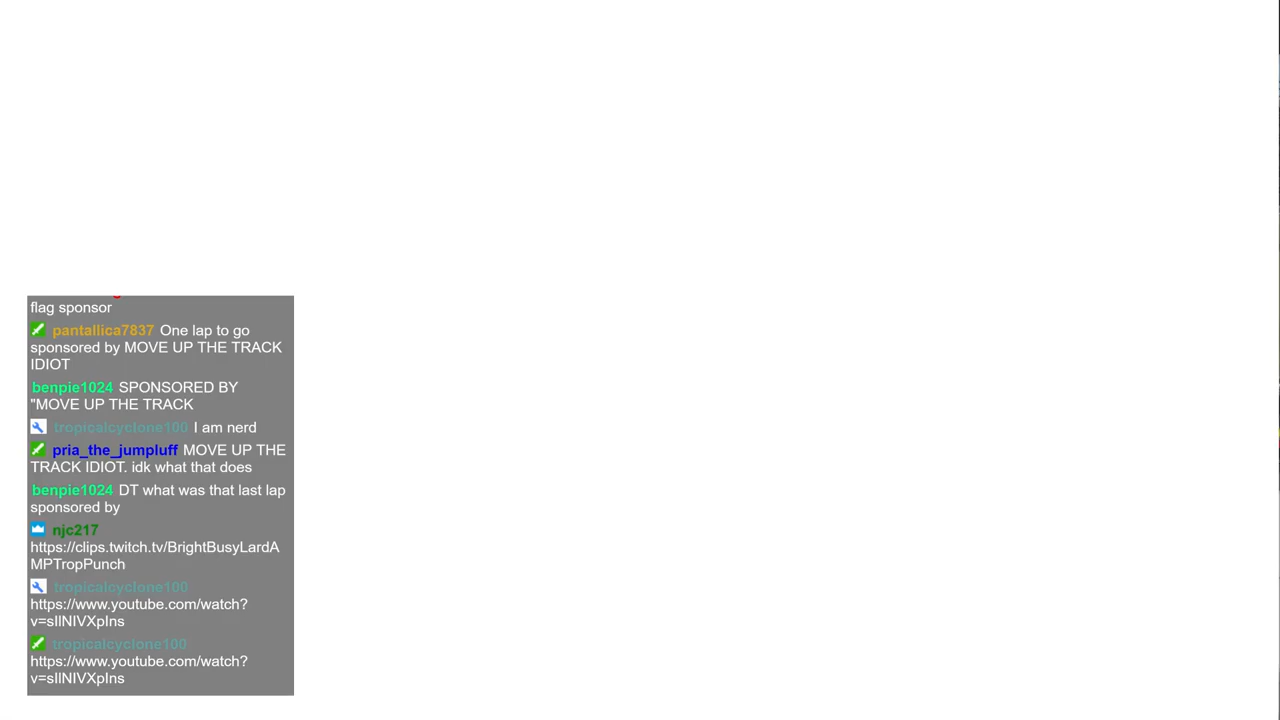 flag sponsor
pantallica7837 One lap to go
sponsored by MOVE UP THE TRACK
IDIOT
benpie1024 SPONSORED BY
"MOVE UP THE TRACK
tropicalcyclone100 I am nerd
pria_the_jumpluff MOVE UP THE
TRACK IDIOT. idk what that does
benpie1024 DT what was that last lap
sponsored by
njc217
https://clips.twitch.tv/BrightBusyLardA
MPTropPunch
tropicalcyclone100
https://www.youtube.com/watch?
v=sIlNIVXpIns
tropicalcyclone100
https://www.youtube.com/watch?
v=sIlNIVXpIns